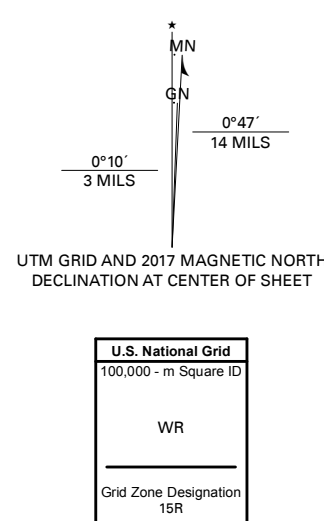 ★
MN
GN
0°47´
14 MILS
0°10´
3 MILS
UTM GRID AND 2017 MAGNETIC NORTH
DECLINATION AT CENTER OF SHEET
U.S. National Grid
100,000 - m Square ID
WR
Grid Zone Designation
15R